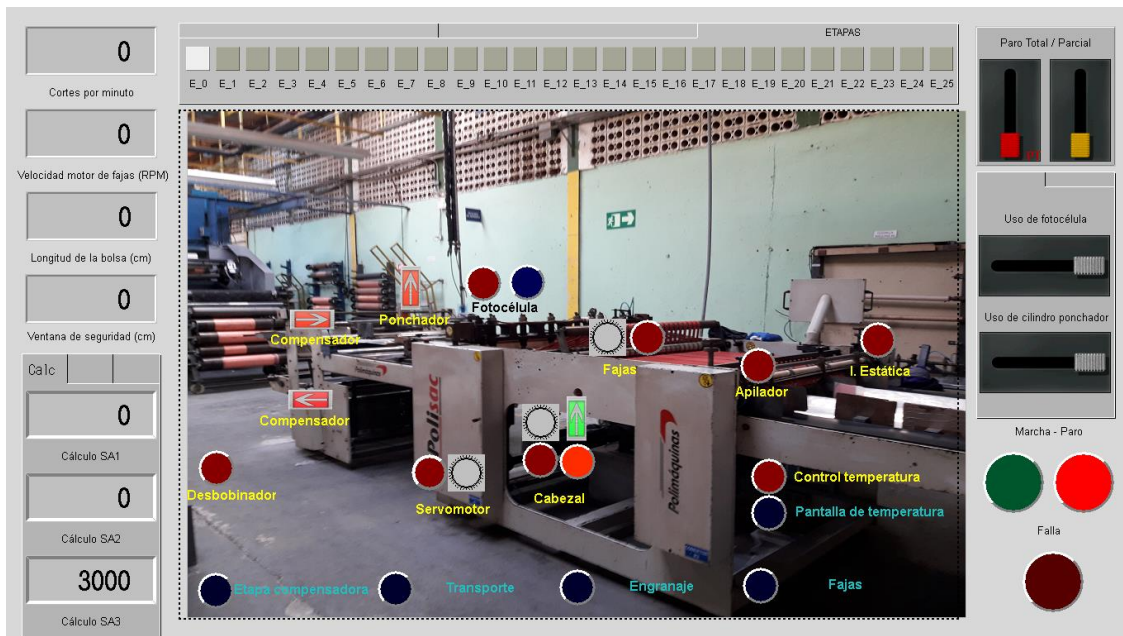 0
Cortes por minuto
0
Velocidad motor de fajas (RPM)
0
Longitud de la bolsa (cm)
0
Ventana de seguridad (cm)
Calc
0
Cálculo SA1
0
Cálculo SA2
3000
Cálculo SA3
ETAPAS
E_0 E_1 E_2 E_3 E_4 E_5 E_6 E_7 E_8 E_9 E_10 E_11 E_12 E_13 E_14 E_15 E_16 E_17 E_18 E_19 E_20 E_21 E_22 E_23 E_24 E_25
Fotocélula
Ponchador
Compensador
Fajas
I. Estática
Apilador
Compensador
Polimáquinas
Polisac
Polimáquinas
Desbobinador
Servomotor
Cabezal
Control temperatura
Pantalla de temperatura
Etapa compensadora
Transporte
Engranaje
Fajas
Paro Total / Parcial
Uso de fotocélula
Uso de cilindro ponchador
Marcha - Paro
Falla